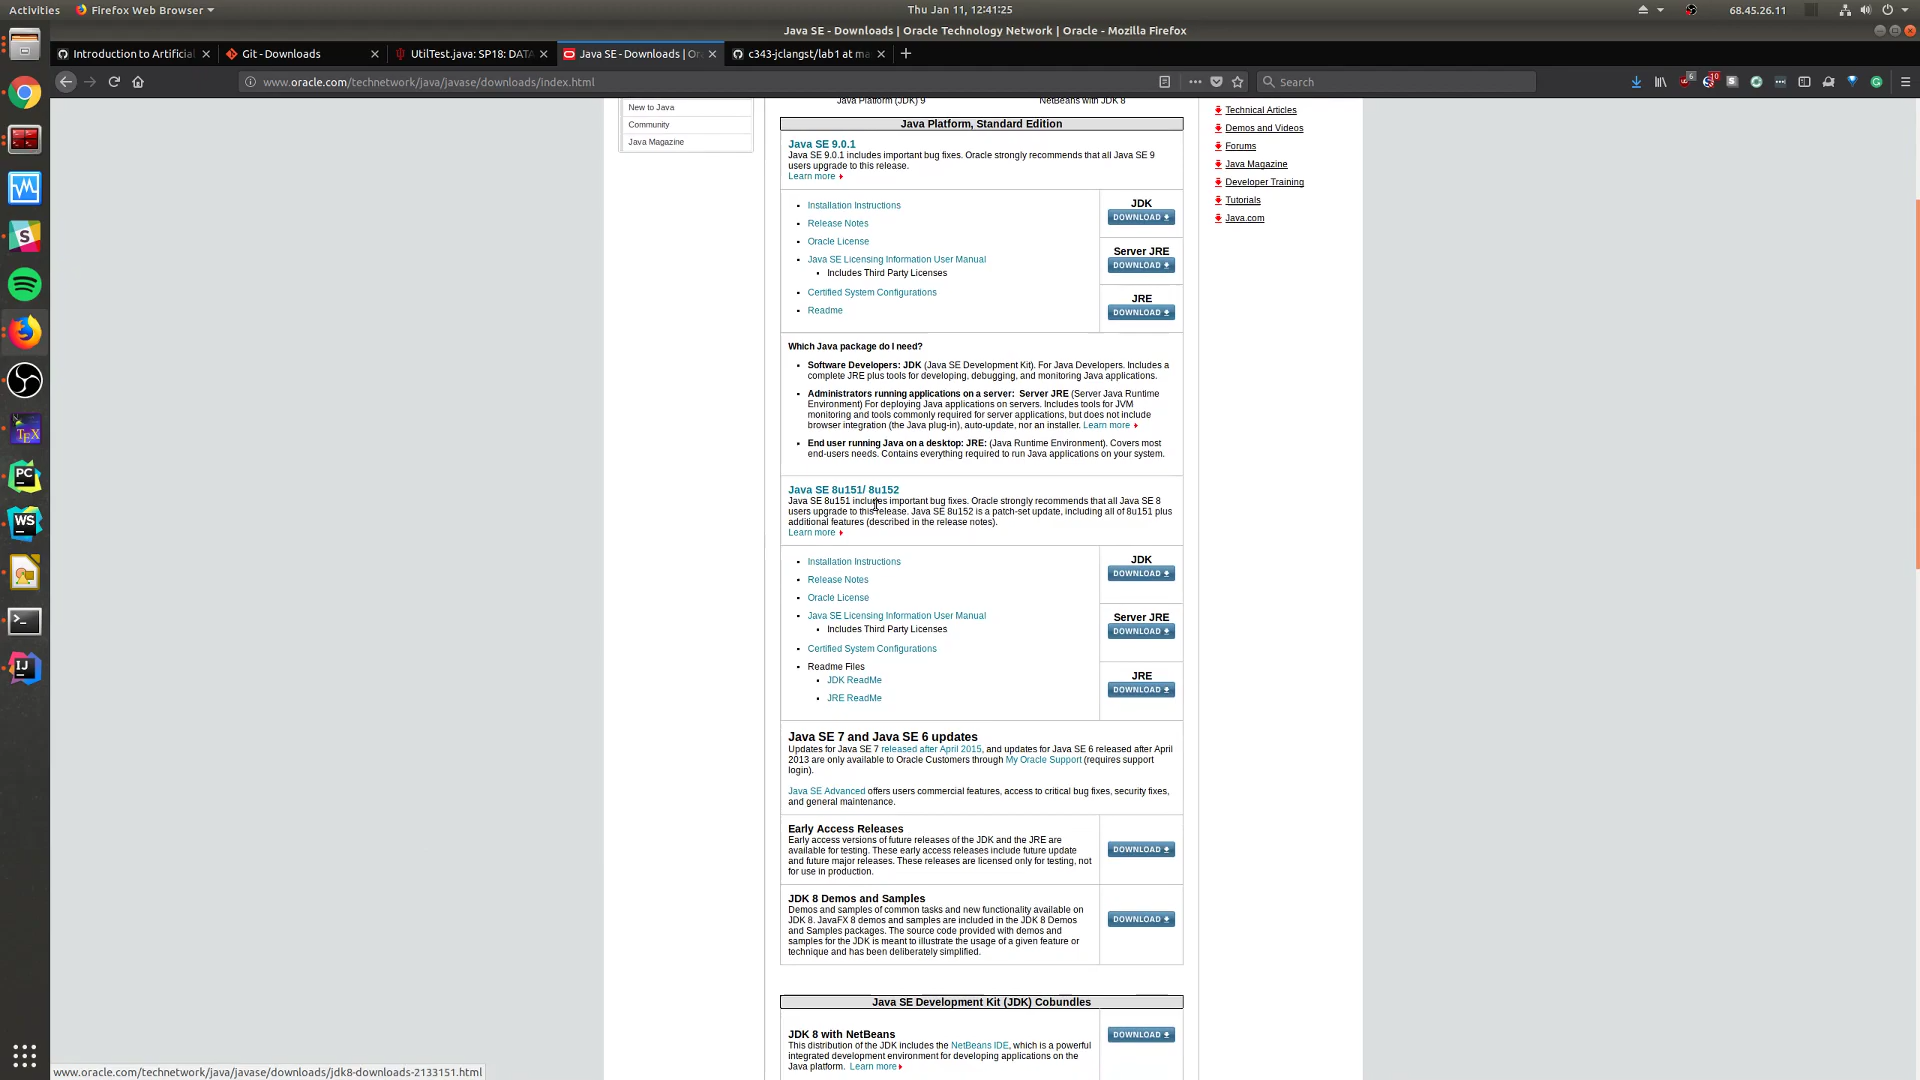 Activities
Firefox Web Browser
Thu Jan 11, 12:41:25
68.45.26.11
Java SE - Downloads | Oracle Technology Network | Oracle - Mozilla Firefox
Introduction to Artificial
Git - Downloads
UtilTest.java: SP18: DATA
Java SE - Downloads | Or
c343-jclangst/lab1 at ma
www.oracle.com/technetwork/java/javase/downloads/index.html
Search
6
10
New to Java
Community
Java Magazine
Java Platform (JDK) 9
NetBeans with JDK 8
Java Platform, Standard Edition
Java SE 9.0.1
Java SE 9.0.1 includes important bug fixes. Oracle strongly recommends that all Java SE 9
users upgrade to this release.
Learn more
Installation Instructions
Release Notes
Oracle License
Java SE Licensing Information User Manual
Includes Third Party Licenses
Certified System Configurations
Readme
JDK
DOWNLOAD
Server JRE
DOWNLOAD
JRE
DOWNLOAD
Which Java package do I need?
Software Developers: JDK (Java SE Development Kit). For Java Developers. Includes a
complete JRE plus tools for developing, debugging, and monitoring Java applications.
Administrators running applications on a server: Server JRE (Server Java Runtime
Environment) For deploying Java applications on servers. Includes tools for JVM
monitoring and tools commonly required for server applications, but does not include
browser integration (the Java plug-in), auto-update, nor an installer. Learn more
End user running Java on a desktop: JRE: (Java Runtime Environment). Covers most
end-users needs. Contains everything required to run Java applications on your system.
Java SE 8u151/ 8u152
Java SE 8u151 includes important bug fixes. Oracle strongly recommends that all Java SE 8
users upgrade to this release. Java SE 8u152 is a patch-set update, including all of 8u151 plus
additional features (described in the release notes).
Learn more
Installation Instructions
Release Notes
Oracle License
Java SE Licensing Information User Manual
Includes Third Party Licenses
Certified System Configurations
Readme Files
JDK ReadMe
JRE ReadMe
JDK
DOWNLOAD
Server JRE
DOWNLOAD
JRE
DOWNLOAD
Java SE 7 and Java SE 6 updates
Updates for Java SE 7 released after April 2015, and updates for Java SE 6 released after April
2013 are only available to Oracle Customers through My Oracle Support (requires support
login).
Java SE Advanced offers users commercial features, access to critical bug fixes, security fixes,
and general maintenance.
Early Access Releases
Early access versions of future releases of the JDK and the JRE are
available for testing. These early access releases include future update
and future major releases. These releases are licensed only for testing, not
for use in production.
DOWNLOAD
JDK 8 Demos and Samples
Demos and samples of common tasks and new functionality available on
JDK 8. JavaFX 8 demos and samples are included in the JDK 8 Demos
and Samples packages. The source code provided with demos and
samples for the JDK is meant to illustrate the usage of a given feature or
technique and has been deliberately simplified.
DOWNLOAD
Java SE Development Kit (JDK) Cobundles
JDK 8 with NetBeans
This distribution of the JDK includes the NetBeans IDE, which is a powerful
integrated development environment for developing applications on the
Java platform. Learn more
DOWNLOAD
Technical Articles
Demos and Videos
Forums
Java Magazine
Developer Training
Tutorials
Java.com
TEX
PC
WS
IJ
www.oracle.com/technetwork/java/javase/downloads/jdk8-downloads-2133151.html